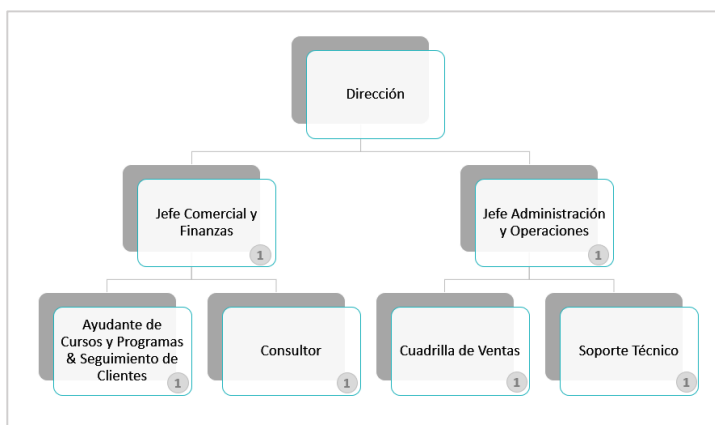 Dirección
Jefe Comercial y
Finanzas
1
Jefe Administración
y Operaciones
1
Ayudante de
Cursos y Programas
& Seguimiento de
Clientes
1
Consultor
1
Cuadrilla de Ventas
1
Soporte Técnico
1